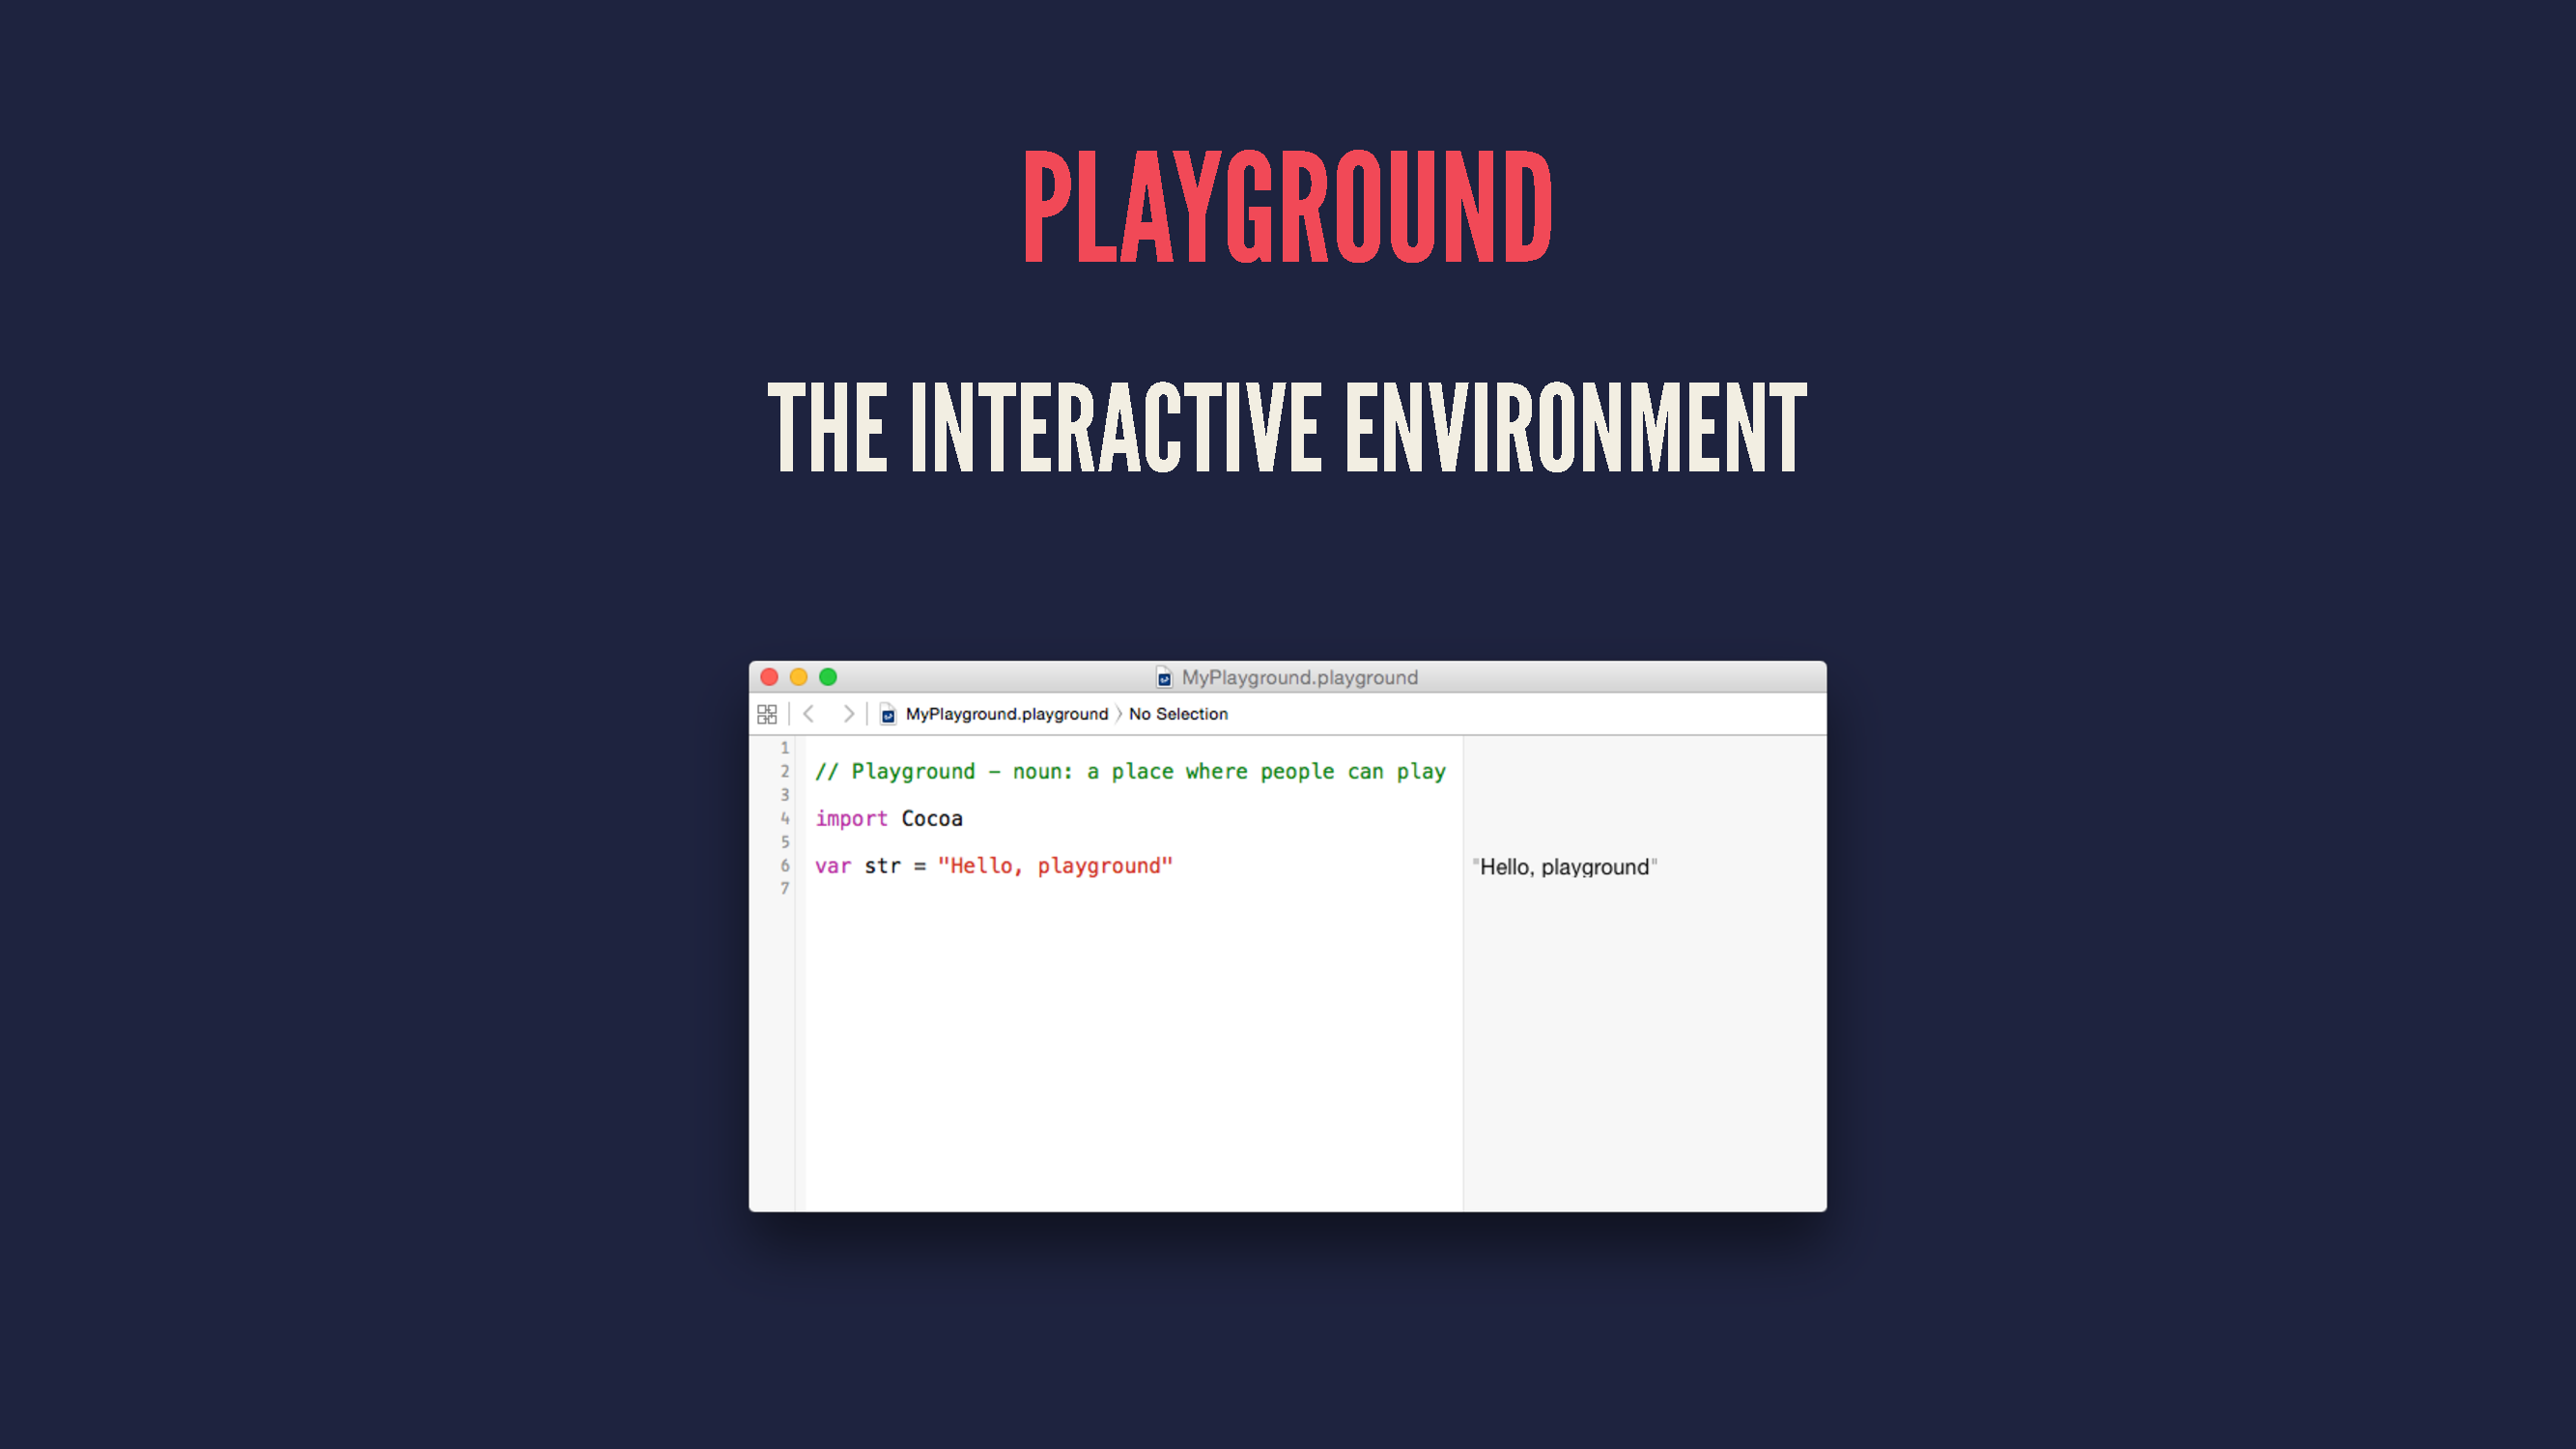 PLAYGROUND
THE INTERACTIVE ENVIRONMENT
MyPlayground.playground
MyPlayground.playground 〉 No Selection
1
2 // Playground – noun: a place where people can play
3
4 import Cocoa
5
6 var str = "Hello, playground" "Hello, playground"
7